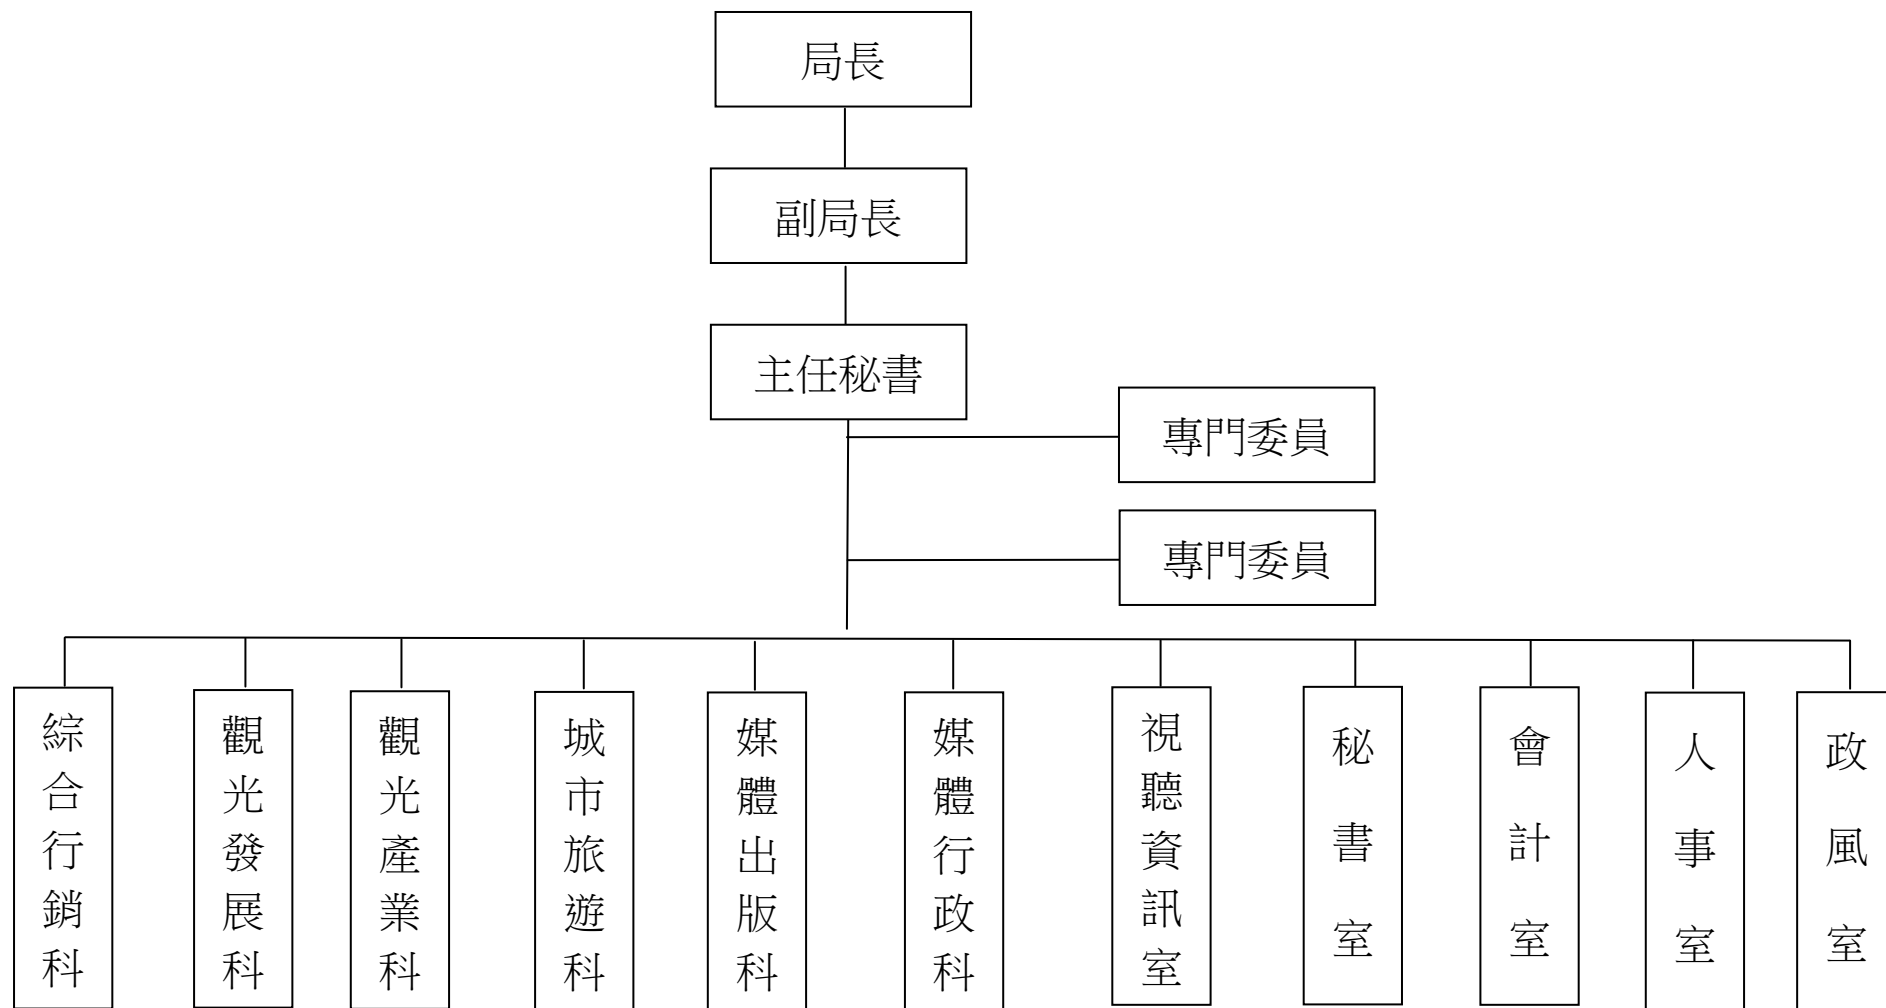 局長
副局長
主任秘書
專門委員
專門委員
綜合行銷科
觀光發展科
觀光產業科
城市旅遊科
媒體出版科
媒體行政科
視聽資訊室
秘書室
會計室
人事室
政風室